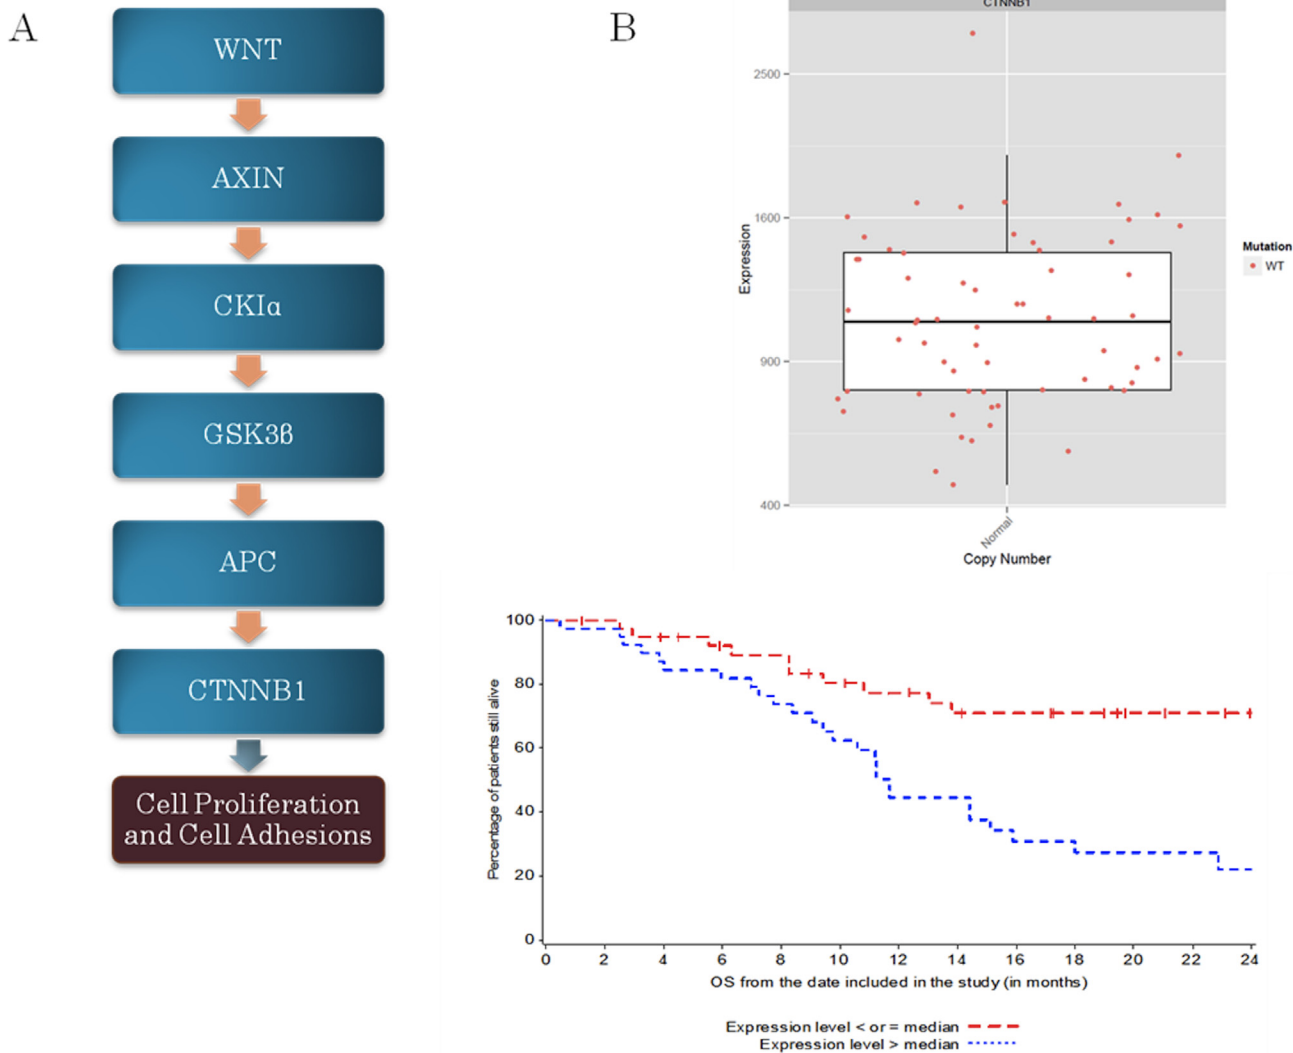 A
WNT
AXIN
CKIα
GSK3β
APC
CTNNB1
Cell Proliferation
and Cell Adhesions
B
CTNNB1
2500
1600
900
400
Expression
Normal
Copy Number
Mutation
WT
100
80
60
40
20
0
Percentage of patients still alive
0 2 4 6 8 10 12 14 16 18 20 22 24
OS from the date included in the study (in months)
Expression level < or = median
Expression level > median